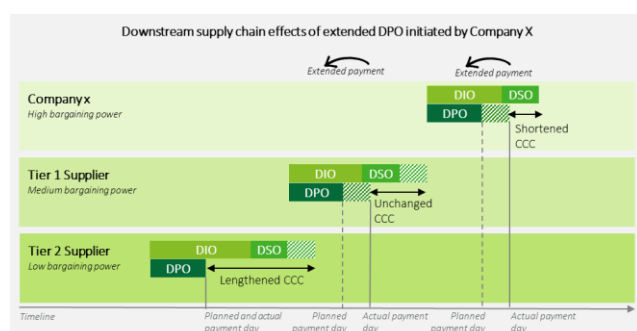 Downstream supply chain effects of extended DPO initiated by Company X
Extended payment
Extended payment
Company x
High bargaining power
DIO
DSO
DPO
Shortened
CCC
Tier 1 Supplier
Medium bargaining power
DIO
DSO
DPO
Unchanged
CCC
Tier 2 Supplier
Low bargaining power
DIO
DSO
DPO
Lengthened CCC
Timeline
Planned and actual
payment day
Planned
payment day
Actual payment
day
Planned
payment day
Actual payment
day